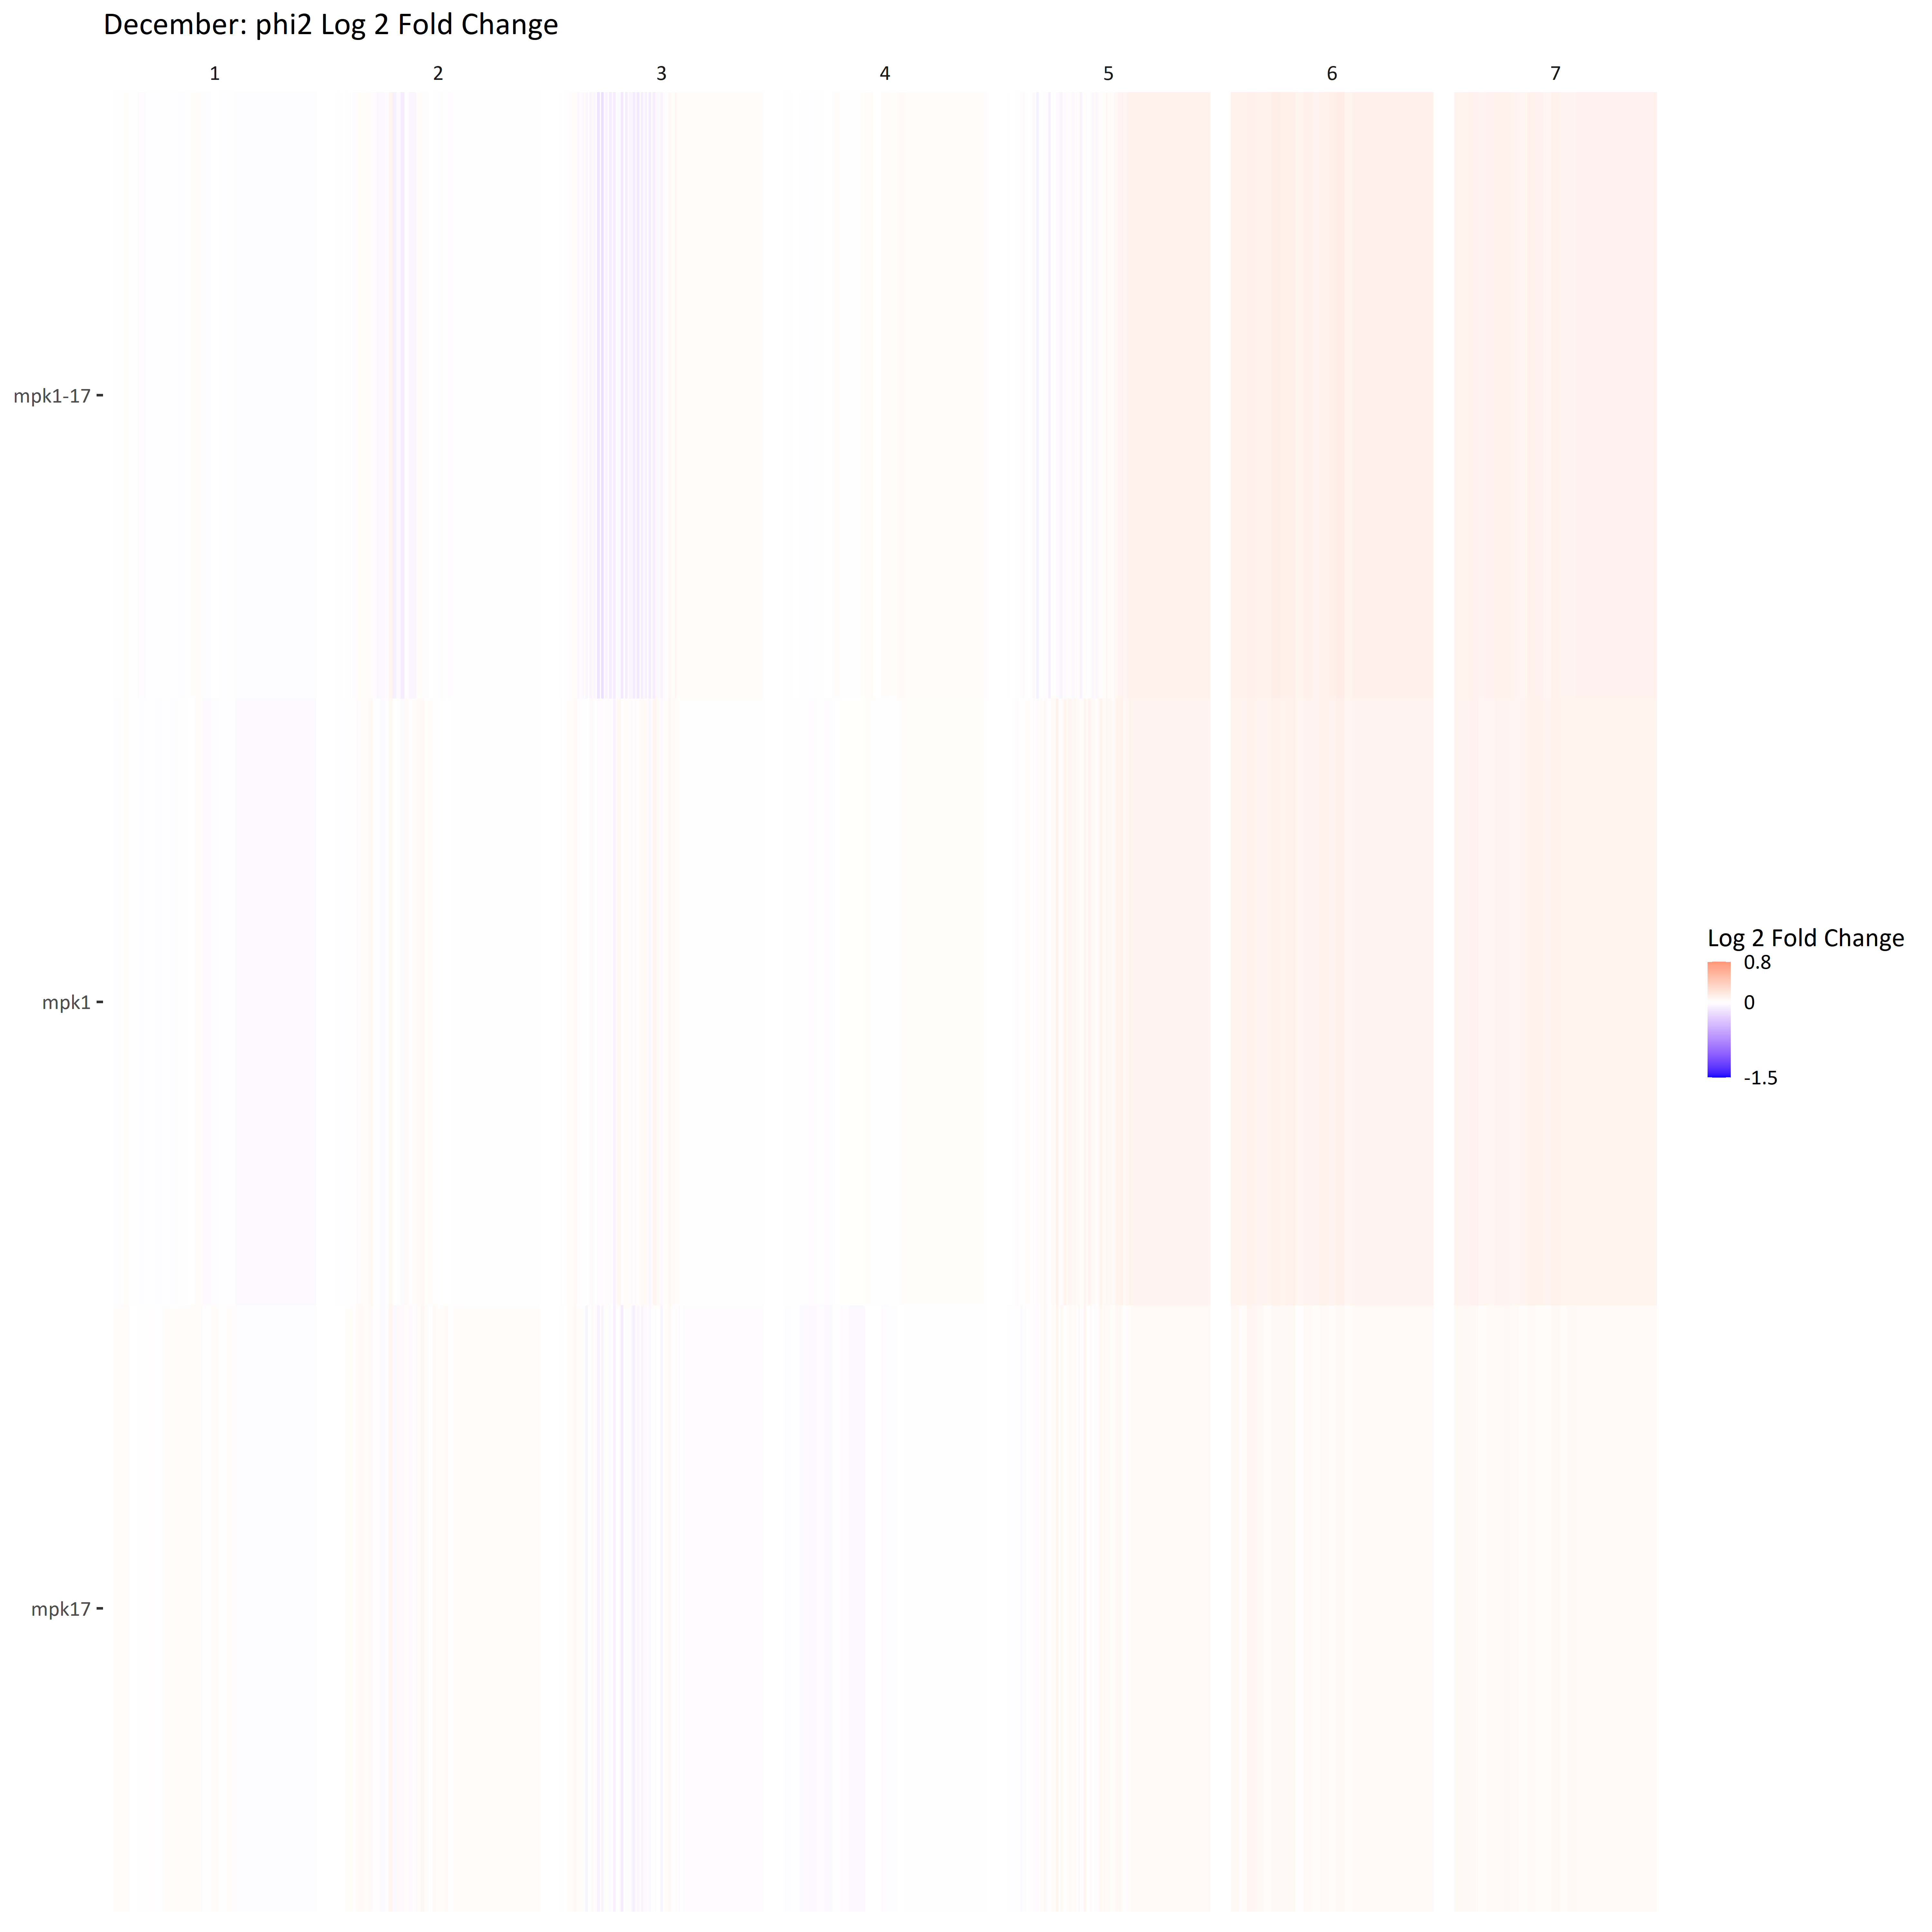 December: phi2 Log 2 Fold Change
1 2 3 4 5 6 7
mpk1-17
mpk1
mpk17
Log 2 Fold Change
0.8
0
-1.5